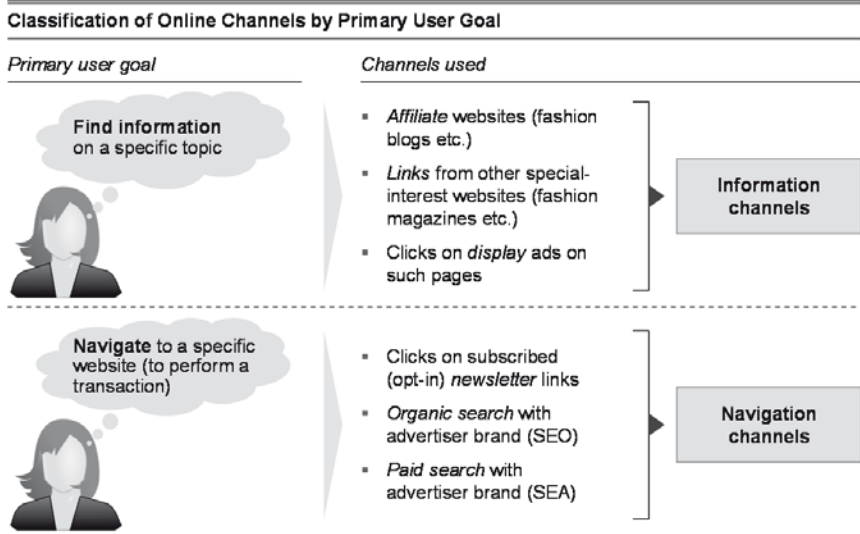 Classification of Online Channels by Primary User Goal
Primary user goal
Channels used
Find information
on a specific topic
▪ Affiliate websites (fashion
blogs etc.)
▪ Links from other special-
interest websites (fashion
magazines etc.)
▪ Clicks on display ads on
such pages
Information
channels
Navigate to a specific
website (to perform a
transaction)
▪ Clicks on subscribed
(opt-in) newsletter links
▪ Organic search with
advertiser brand (SEO)
▪ Paid search with
advertiser brand (SEA)
Navigation
channels